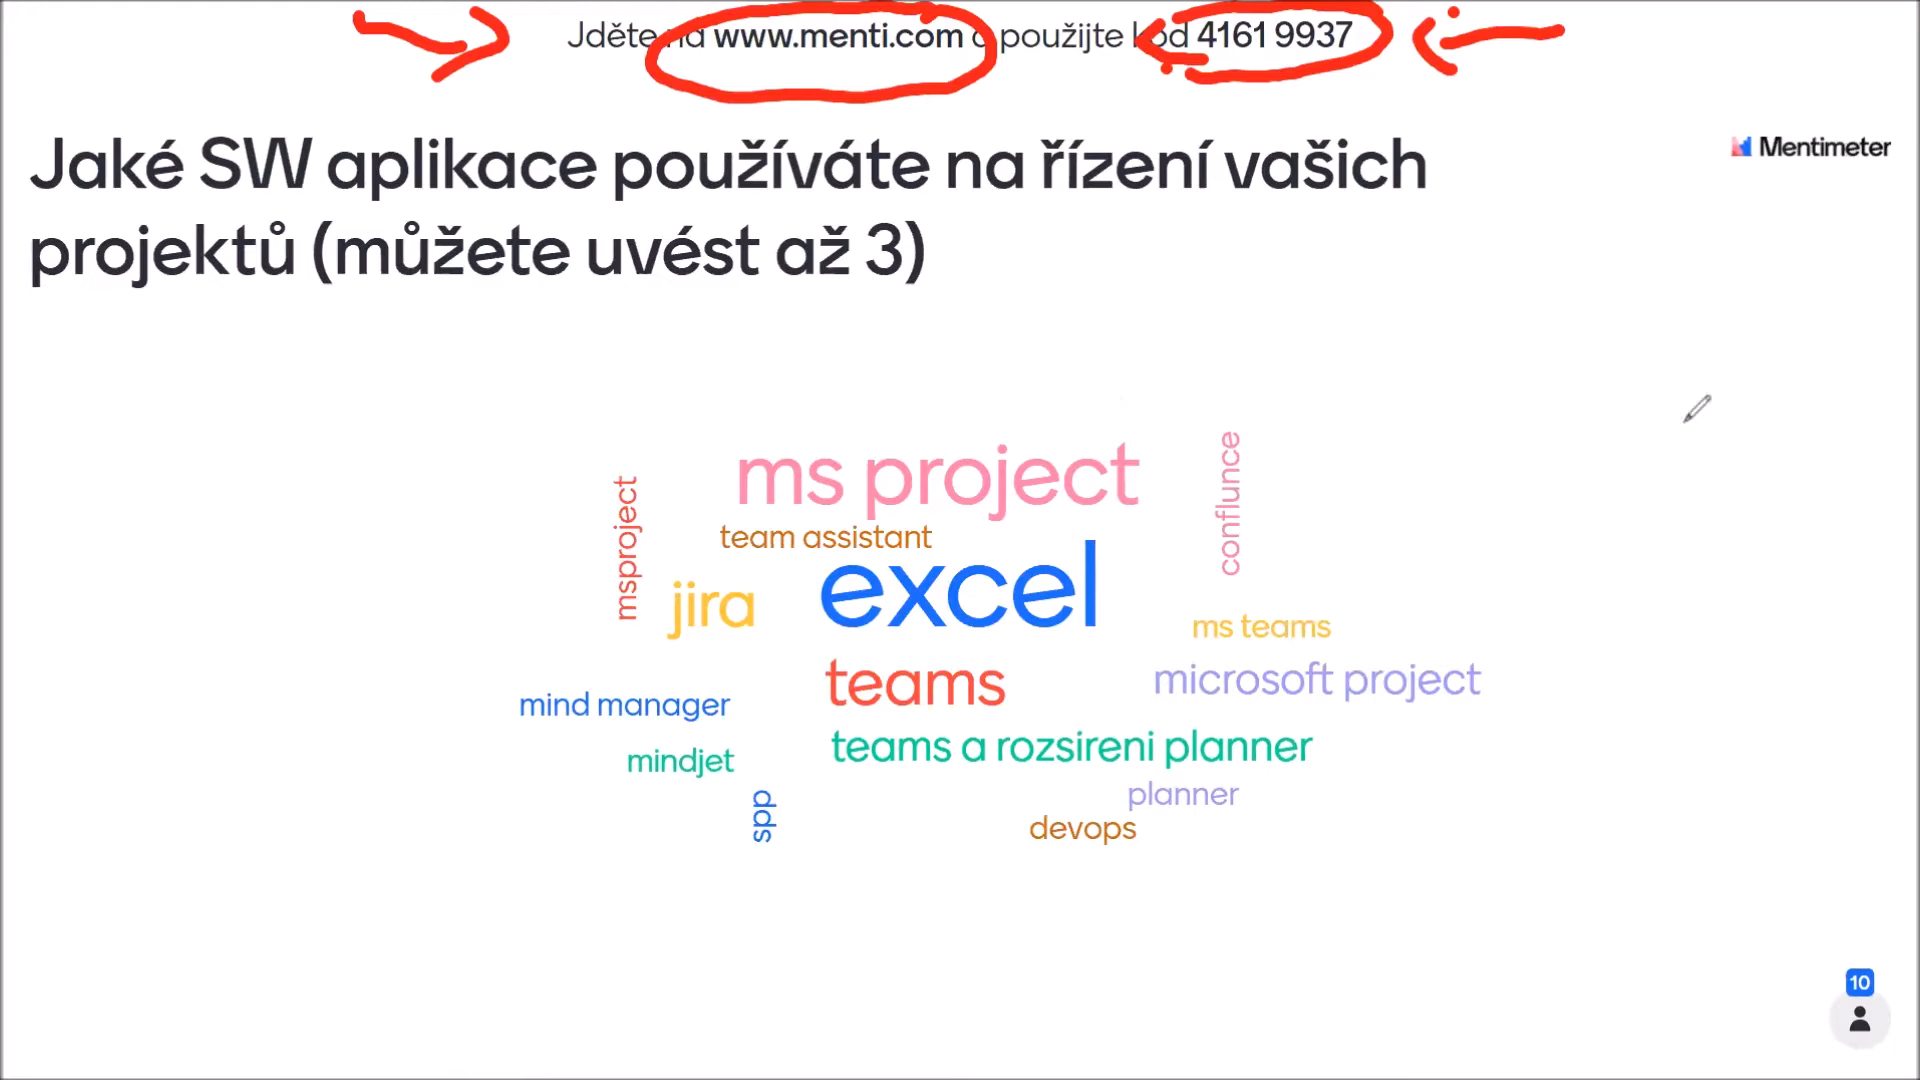 Jděte na www.menti.com a použijte kód 4161 9937
Mentimeter
Jaké SW aplikace používáte na řízení vašich
projektů (můžete uvést až 3)
ms project
conflunce
msproject
team assistant
excel
jira
ms teams
teams
microsoft project
mind manager
teams a rozsireni planner
mindjet
planner
spp
devops
10